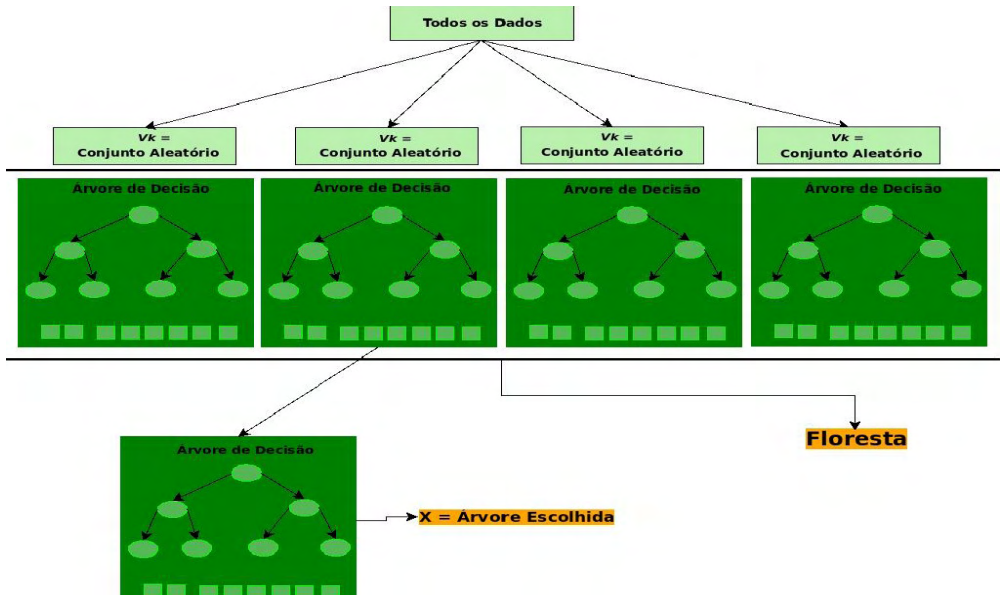 Todos os Dados
Vk =
Conjunto Aleatório
Vk =
Conjunto Aleatório
Vk =
Conjunto Aleatório
Vk =
Conjunto Aleatório
Árvore de Decisão
Árvore de Decisão
Árvore de Decisão
Árvore de Decisão
Floresta
Árvore de Decisão
X = Árvore Escolhida